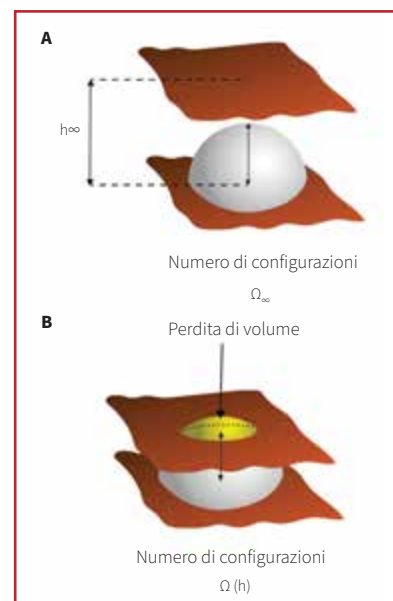 A
h∞
Numero di configurazioni
Ω∞
B
Perdita di volume
Numero di configurazioni
Ω (h)